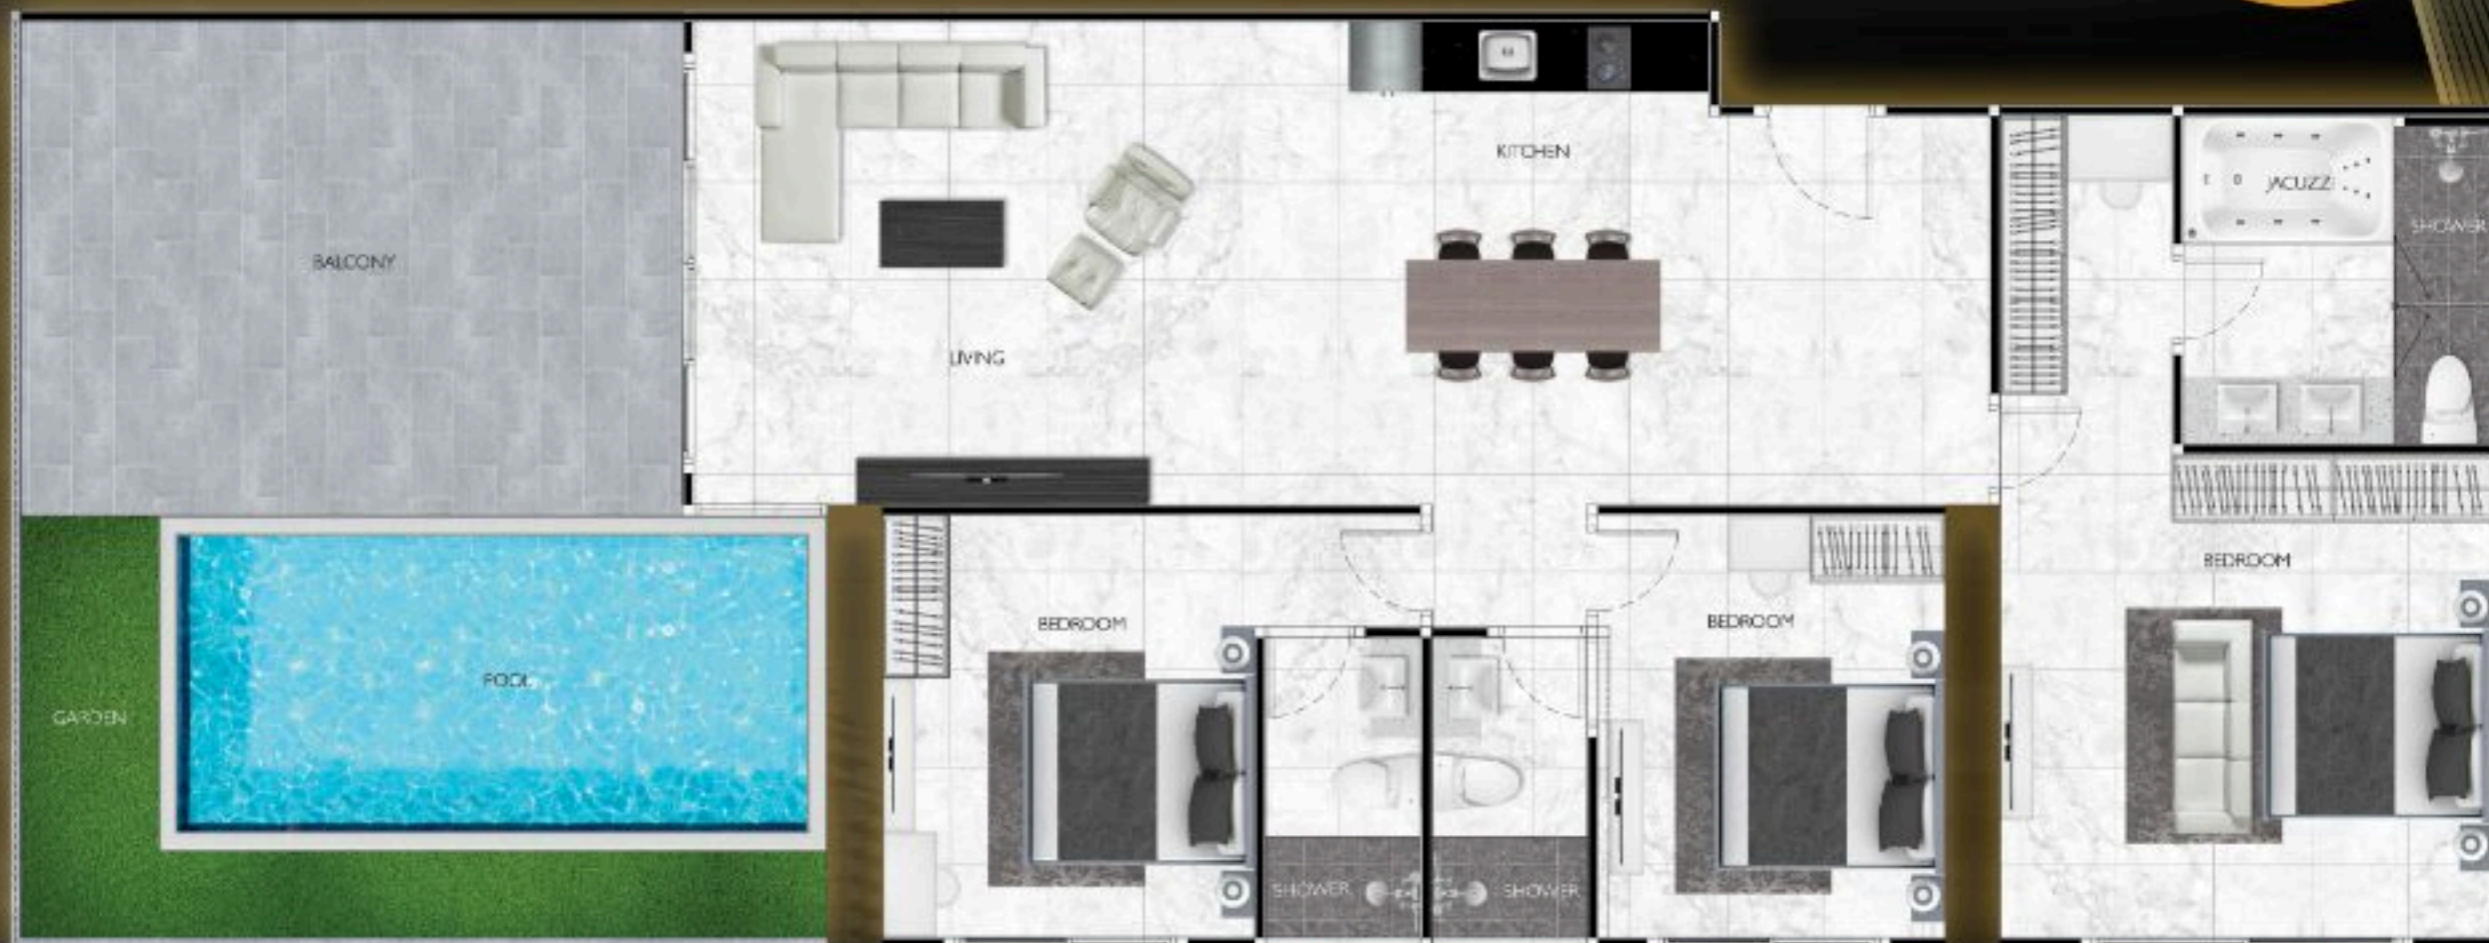 KITCHEN
JACUZZI
SHOWER
BALCONY
LIVING
BEDROOM
BEDROOM
BEDROOM
POOL
GARDEN
SHOWER
SHOWER